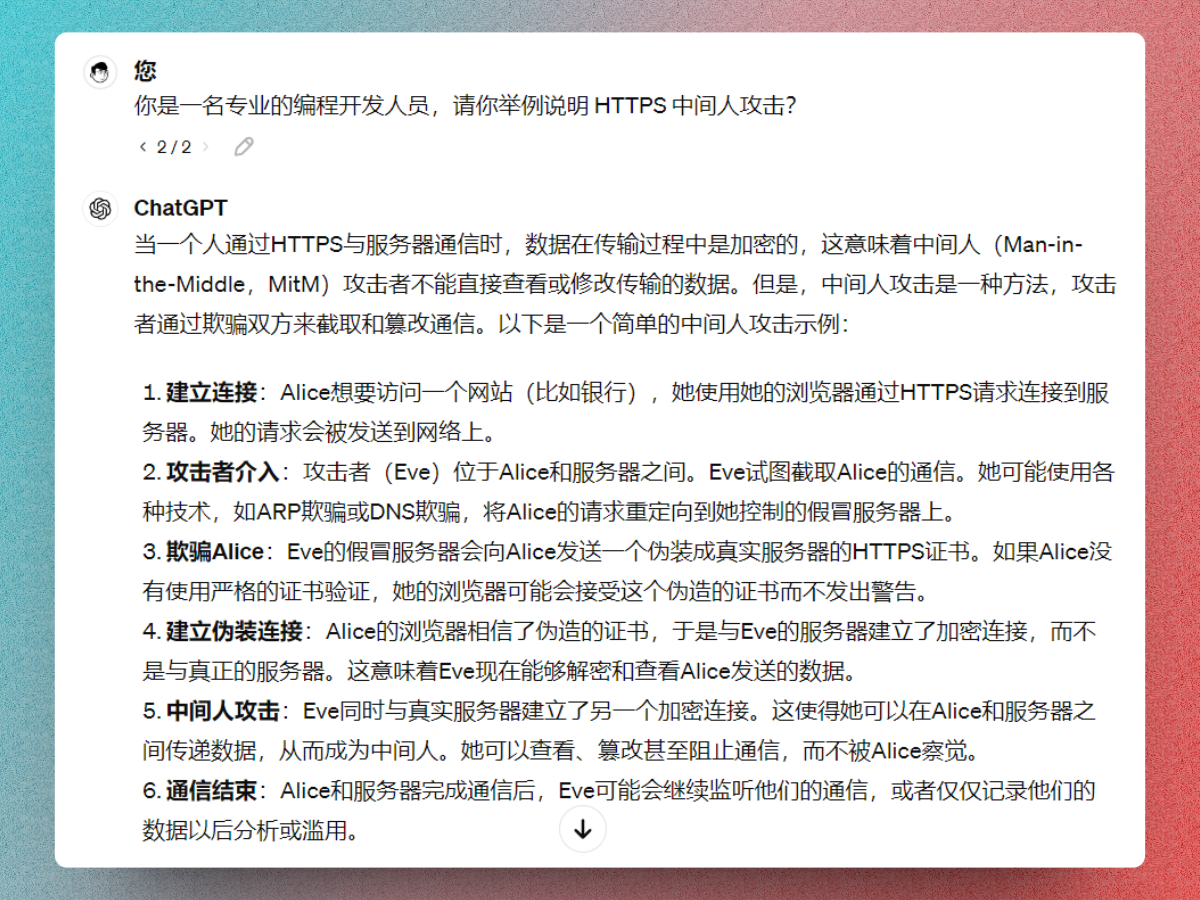 您
你是一名专业的编程开发人员，请你举例说明 HTTPS 中间人攻击？
2 / 2
ChatGPT
当一个人通过HTTPS与服务器通信时，数据在传输过程中是加密的，这意味着中间人（Man-in-
the-Middle，MitM）攻击者不能直接查看或修改传输的数据。但是，中间人攻击是一种方法，攻击
者通过欺骗双方来截取和篡改通信。以下是一个简单的中间人攻击示例：
1. 建立连接：Alice想要访问一个网站（比如银行），她使用她的浏览器通过HTTPS请求连接到服
务器。她的请求会被发送到网络上。
2. 攻击者介入：攻击者（Eve）位于Alice和服务器之间。Eve试图截取Alice的通信。她可能使用各
种技术，如ARP欺骗或DNS欺骗，将Alice的请求重定向到她控制的假冒服务器上。
3. 欺骗Alice：Eve的假冒服务器会向Alice发送一个伪装成真实服务器的HTTPS证书。如果Alice没
有使用严格的证书验证，她的浏览器可能会接受这个伪造的证书而不发出警告。
4. 建立伪装连接：Alice的浏览器相信了伪造的证书，于是与Eve的服务器建立了加密连接，而不
是与真正的服务器。这意味着Eve现在能够解密和查看Alice发送的数据。
5. 中间人攻击：Eve同时与真实服务器建立了另一个加密连接。这使得她可以在Alice和服务器之
间传递数据，从而成为中间人。她可以查看、篡改甚至阻止通信，而不被Alice察觉。
6. 通信结束：Alice和服务器完成通信后，Eve可能会继续监听他们的通信，或者仅仅记录他们的
数据以后分析或滥用。